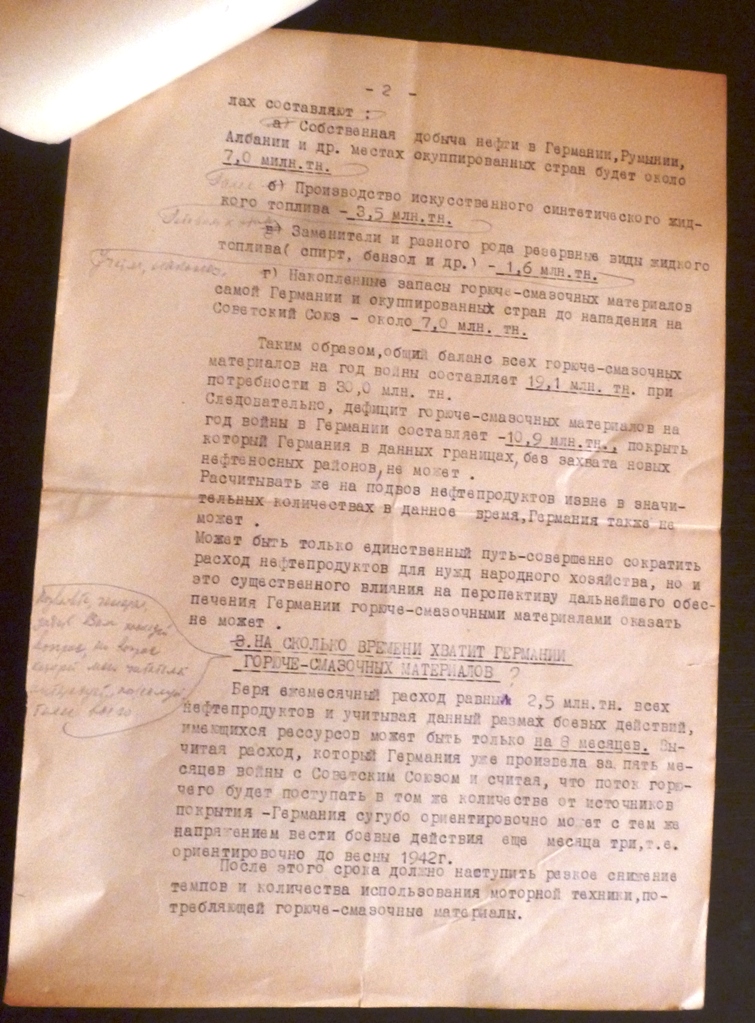 - 2 -
дах составляют :
а) Собственная добыча нефти в Германии,Румынии,
Албании и др. местах окуппированных стран будет около
7,0 милн.тн.
б) Производство искусственного синтетического жид-
кого топлива - 3,5 млн.тн.
в) Заменители и разного рода резервные виды жидкого
топлива( спирт, бензол и др.) - 1,6 млн.тн.
г) Накопленные запасы горюче-смазочных материалов
самой Германии и окуппированных стран до нападения на
Советский Союз - около 7,0 млн. тн.
Таким образом,общий баланс всех горюче-смазочных
материалов на год войны составляет 19,1 млн. тн. при
потребности в 30,0 млн. тн.
Следовательно, дефицит горюче-смазочных материалов на
год войны в Германии составляет -10,9 млн.тн., покрыть
который Германия в данных границах,без захвата новых
нефтеносных районов,не может .
Расчитывать же на подвоз нефтепродуктов извне в значи-
тельных количествах в данное время,Германия также не
может .
Может быть только единственный путь-совершенно сократить
расход нефтепродуктов для нужд народного хозяйства, но и
это существенного влияния на перспективу дальнейшего обес-
печения Германии горюче-смазочными материалами оказать
не может .
3.НА СКОЛЬКО ВРЕМЕНИ ХВАТИТ ГЕРМАНИИ
ГОРЮЧЕ-СМАЗОЧНЫХ МАТЕРИАЛОВ ?
Беря ежемесячный расход равный 2,5 млн.тн. всех
нефтепродуктов и учитывая данный размах боевых действий,
имеющихся рессурсов может быть только на 8 месяцев. Вы-
читая расход, который Германия уже произвела за пять ме-
сяцев войны с Советским Союзом и считая, что поток горю-
чего будет поступать в том же количестве от источников
покрытия -Германия сугубо ориентировочно может с тем же
напряжением вести боевые действия еще месяца три,т.е.
ориентировочно до весны 1942г.
После этого срока должно наступить резкое снижение
темпов и количества использования моторной техники,по-
требляющей горюче-смазочные материалы.